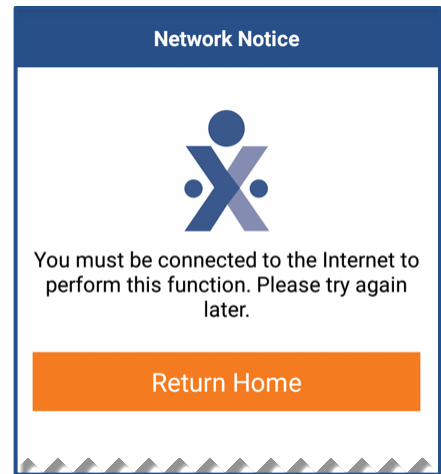 Network Notice
You must be connected to the Internet to
perform this function. Please try again
later.
Return Home